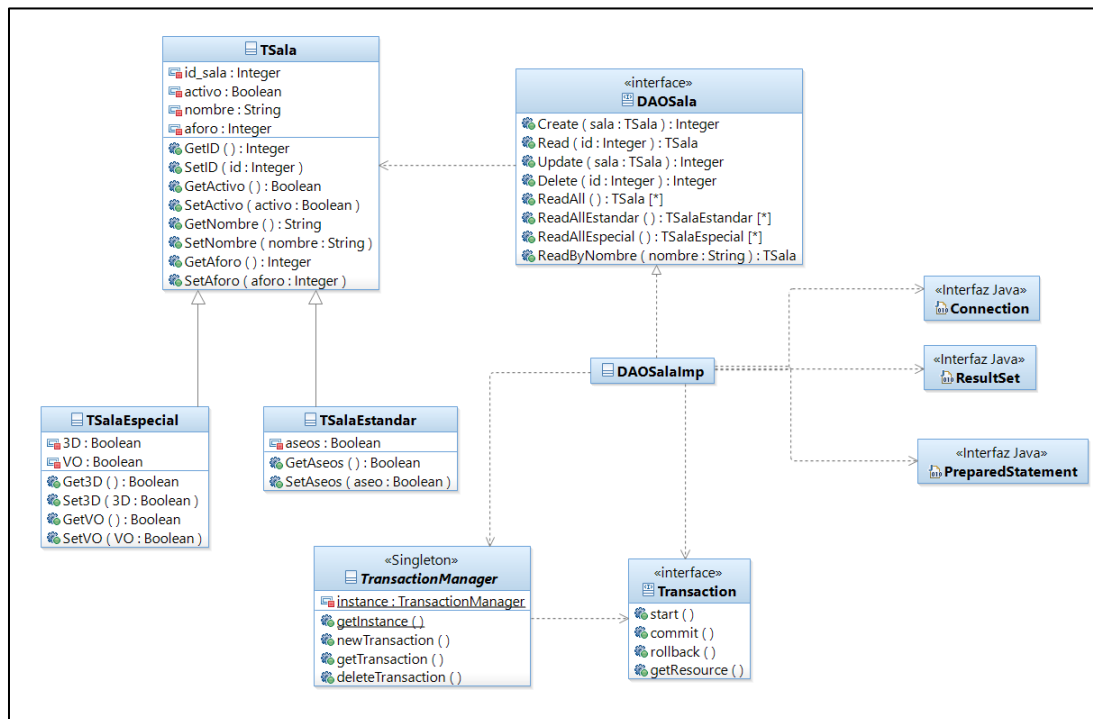 TSala
id_sala : Integer
activo : Boolean
nombre : String
aforo : Integer
GetID ( ) : Integer
SetID ( id : Integer )
GetActivo ( ) : Boolean
SetActivo ( activo : Boolean )
GetNombre ( ) : String
SetNombre ( nombre : String )
GetAforo ( ) : Integer
SetAforo ( aforo : Integer )
«interface»
DAOSala
Create ( sala : TSala ) : Integer
Read ( id : Integer ) : TSala
Update ( sala : TSala ) : Integer
Delete ( id : Integer ) : Integer
ReadAll ( ) : TSala [*]
ReadAllEstandar ( ) : TSalaEstandar [*]
ReadAllEspecial ( ) : TSalaEspecial [*]
ReadByNombre ( nombre : String ) : TSala
«Interfaz Java»
Connection
«Interfaz Java»
ResultSet
«Interfaz Java»
PreparedStatement
DAOSalaImp
TSalaEspecial
3D : Boolean
VO : Boolean
Get3D ( ) : Boolean
Set3D ( 3D : Boolean )
GetVO ( ) : Boolean
SetVO ( VO : Boolean )
TSalaEstandar
aseos : Boolean
GetAseos ( ) : Boolean
SetAseos ( aseo : Boolean )
«Singleton»
TransactionManager
instance : TransactionManager
getInstance ( )
newTransaction ( )
getTransaction ( )
deleteTransaction ( )
«interface»
Transaction
start ( )
commit ( )
rollback ( )
getResource ( )